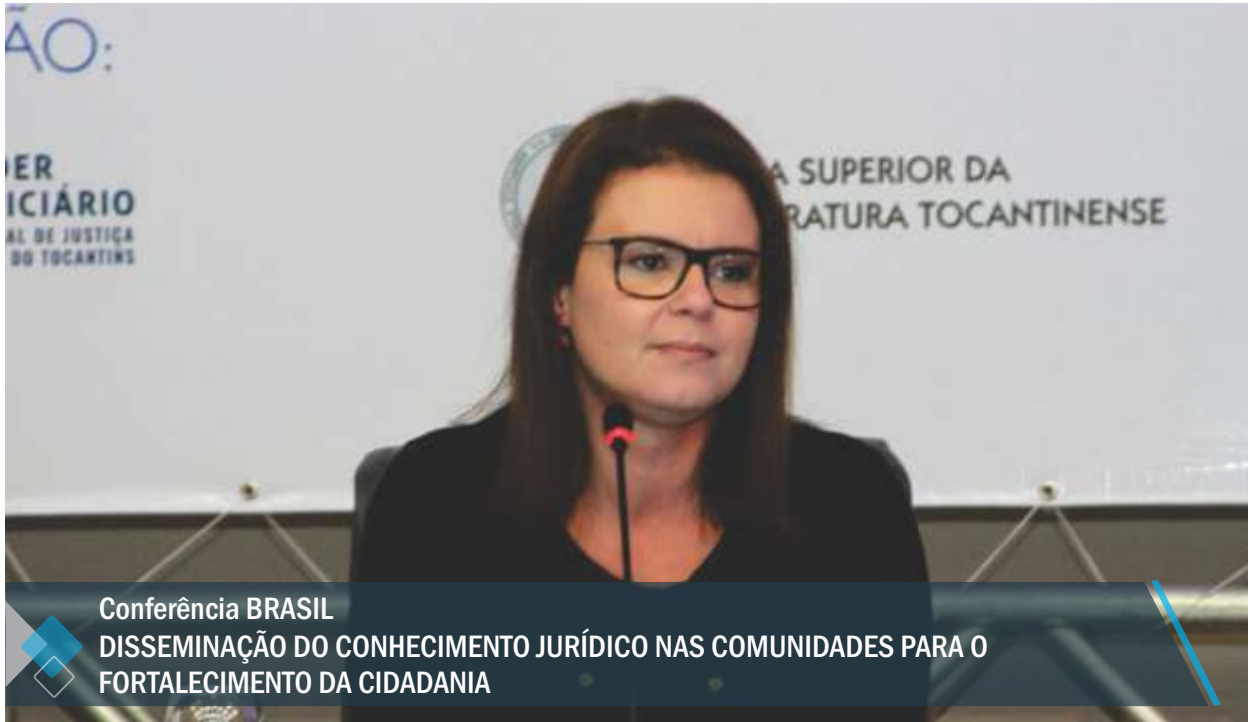 ÃO:
DER
ICIÁRIO
AL DE JUSTIÇA
DO TOCANTINS
A SUPERIOR DA
RATURA TOCANTINENSE
Conferência BRASIL
DISSEMINAÇÃO DO CONHECIMENTO JURÍDICO NAS COMUNIDADES PARA O
FORTALECIMENTO DA CIDADANIA